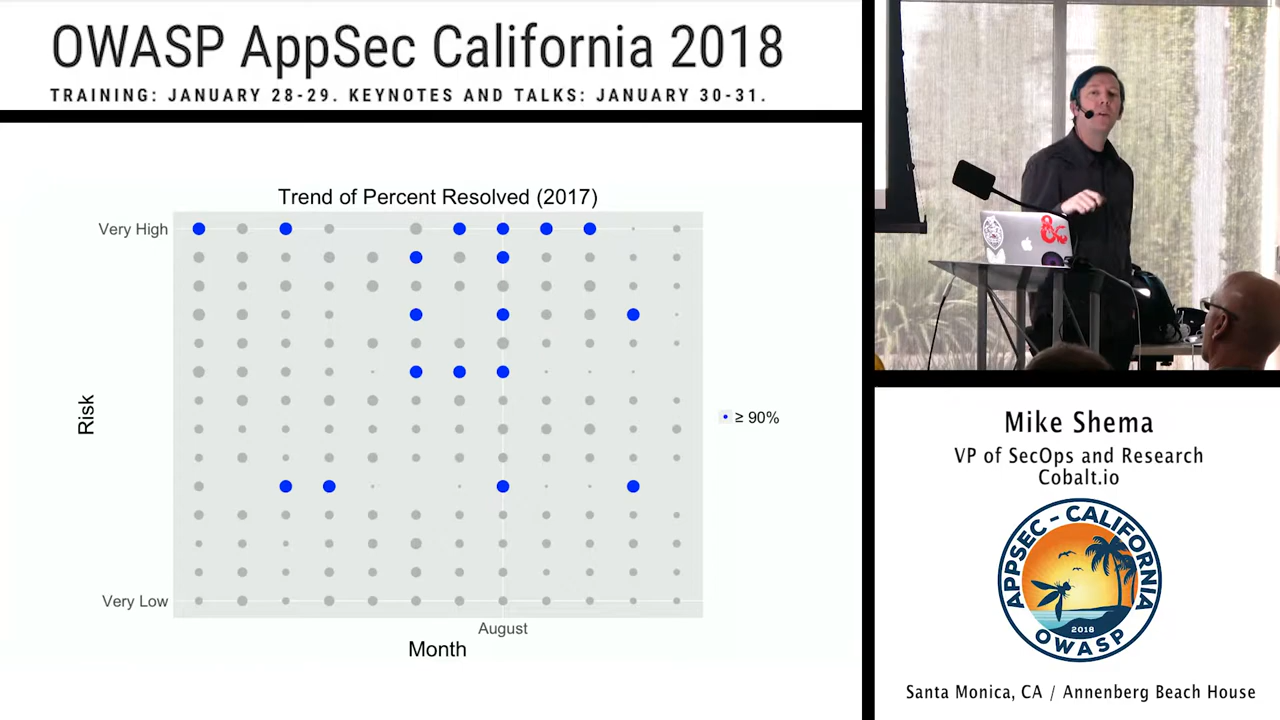 OWASP AppSec California 2018
TRAINING: JANUARY 28-29. KEYNOTES AND TALKS: JANUARY 30-31.
Trend of Percent Resolved (2017)
Very High
Risk
≥ 90%
Very Low
August
Month
Mike Shema
VP of SecOps and Research
Cobalt.io
APPSEC - CALIFORNIA
2018
OWASP
Santa Monica, CA / Annenberg Beach House